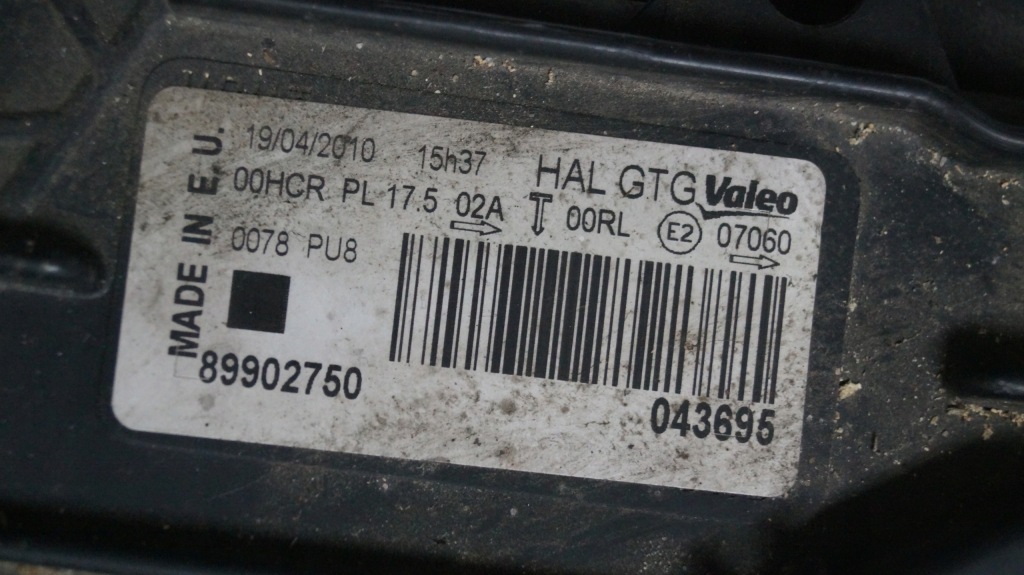 MADE IN E.U.
19/04/2010 15h37 HAL GTG Valeo
00HCR PL 17.5 02A 00RL E2 07060
0078 PU8
89902750
043695